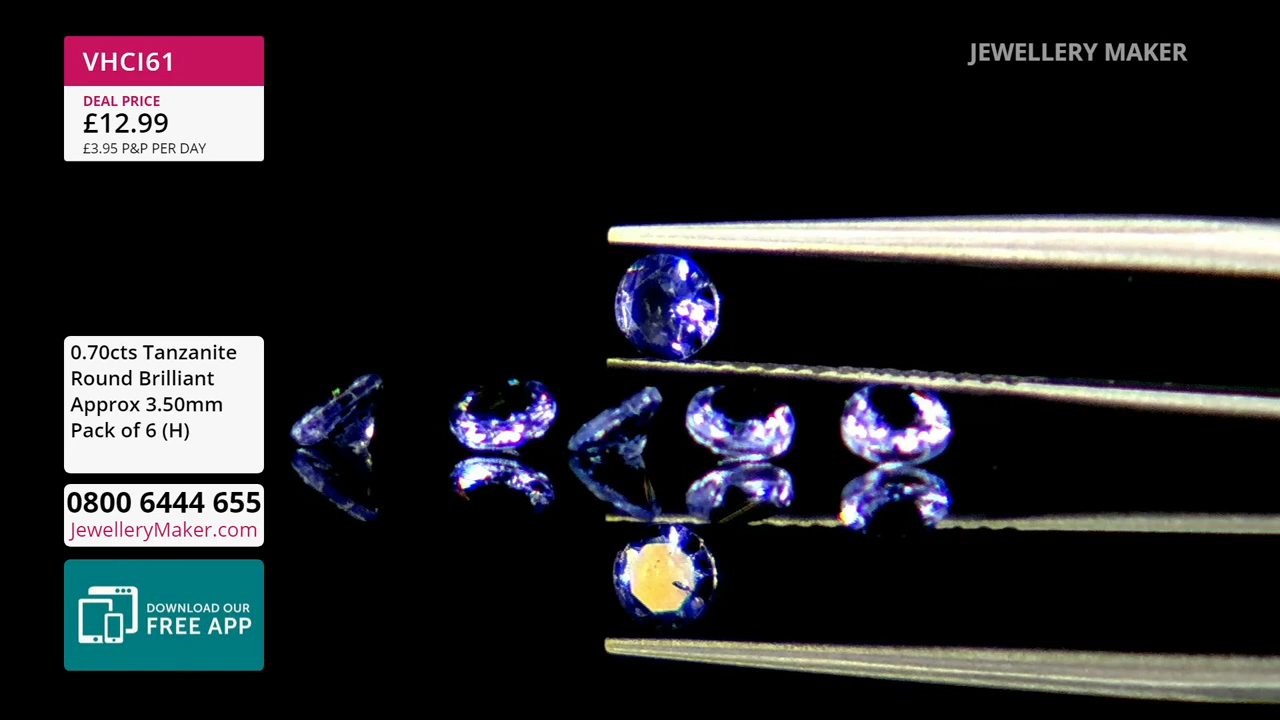 VHCI61
DEAL PRICE
£12.99
£3.95 P&P PER DAY
JEWELLERY MAKER
0.70cts Tanzanite
Round Brilliant
Approx 3.50mm
Pack of 6 (H)
0800 6444 655
JewelleryMaker.com
DOWNLOAD OUR
FREE APP